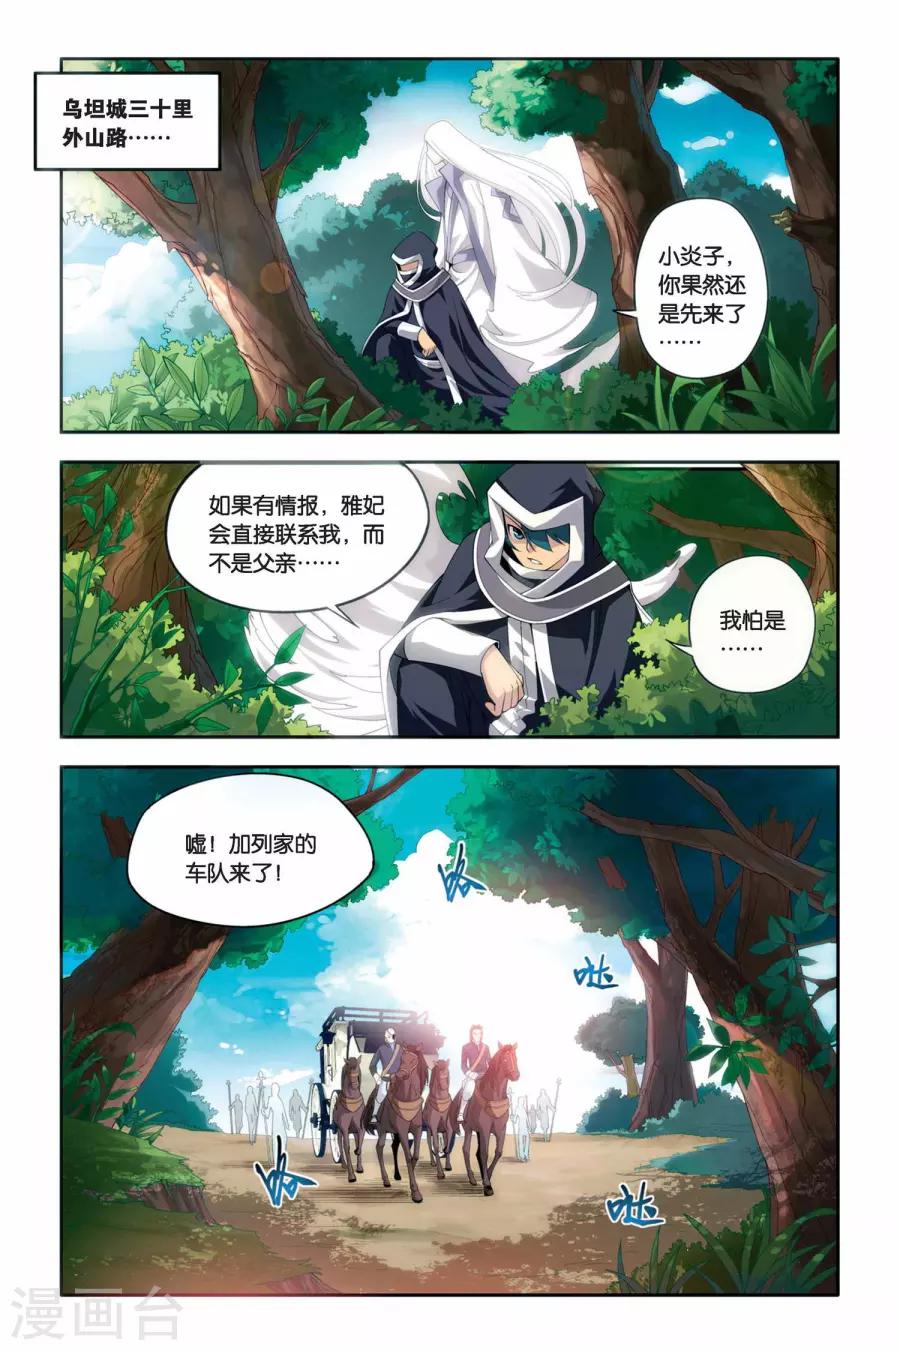 乌坦城三十里
外山路……
小炎子，
你果然还
是先来了
……
如果有情报，雅妃
会直接联系我，而
不是父亲……
我怕是
……
嘘！加列家的
车队来了！
咯
哒
咯
哒
漫画台